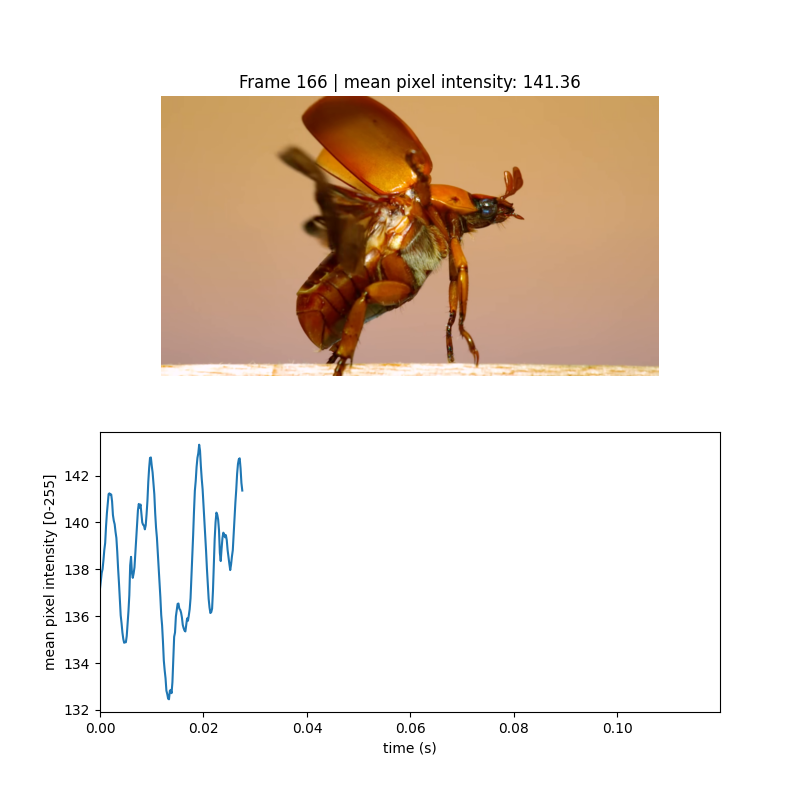 Frame 166 | mean pixel intensity: 141.36
mean pixel intensity [0-255]
142
140
138
136
134
132
0.00 0.02 0.04 0.06 0.08 0.10
time (s)